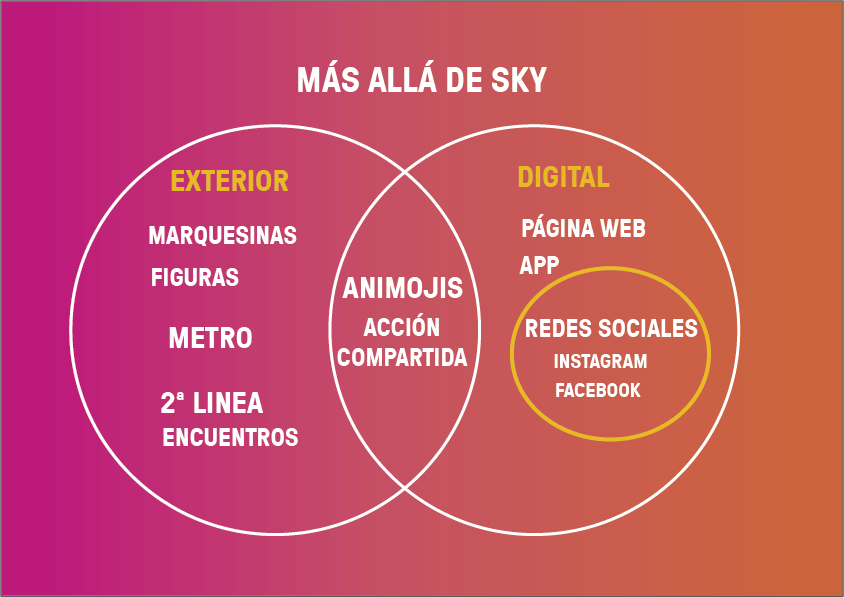 MÁS ALLÁ DE SKY
EXTERIOR
MARQUESINAS
FIGURAS
METRO
2ª LINEA
ENCUENTROS
ANIMOJIS
ACCIÓN
COMPARTIDA
DIGITAL
PÁGINA WEB
APP
REDES SOCIALES
INSTAGRAM
FACEBOOK